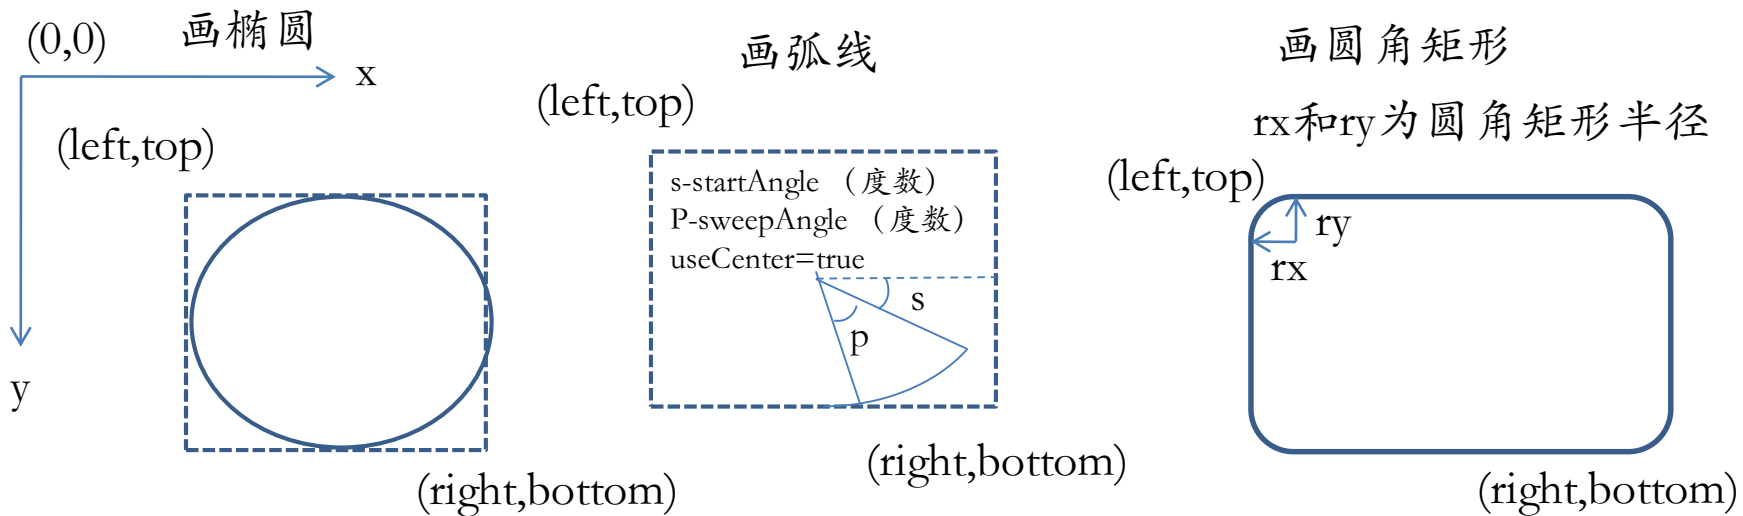 (0,0)
画椭圆
x
(left,top)
y
(right,bottom)
画弧线
(left,top)
s-startAngle （度数）
P-sweepAngle （度数）
useCenter=true
s
p
(right,bottom)
画圆角矩形
rx和ry为圆角矩形半径
(left,top)
ry
rx
(right,bottom)